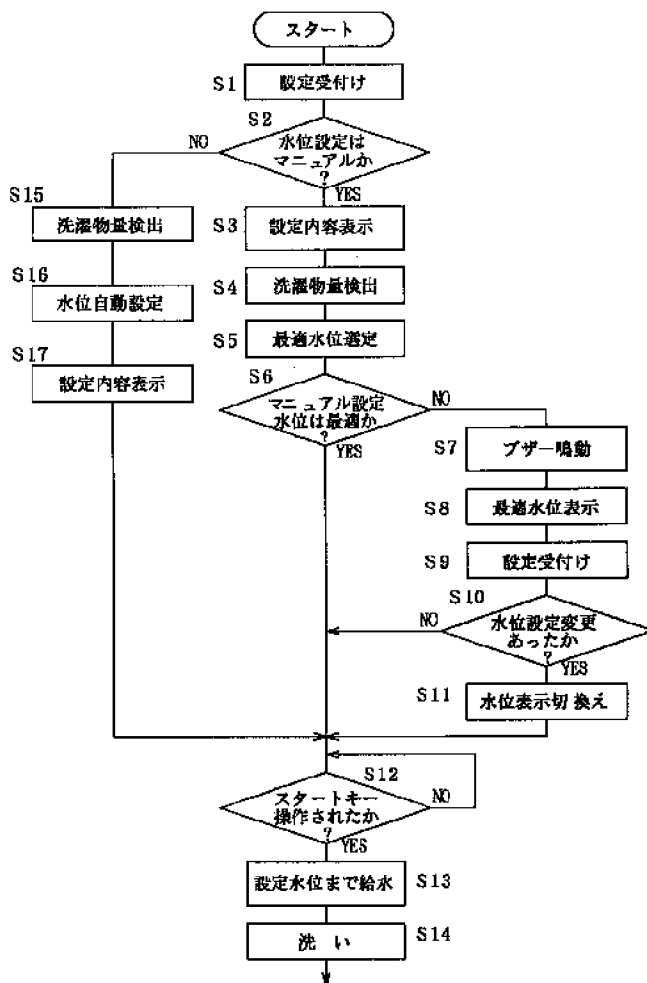 スタート
S1
設定受付け
S2
水位設定は
マニュアルか
?
NO
YES
S15
洗濯物量検出
S16
水位自動設定
S17
設定内容表示
S3
設定内容表示
S4
洗濯物量検出
S5
最適水位選定
S6
マニュアル設定
水位は最適か
?
NO
YES
S7
ブザー鳴動
S8
最適水位表示
S9
設定受付け
S10
水位設定変更
あったか
?
NO
YES
S11
水位表示切換え
S12
スタートキー
操作されたか
?
NO
YES
設定水位まで給水
S13
洗い
S14